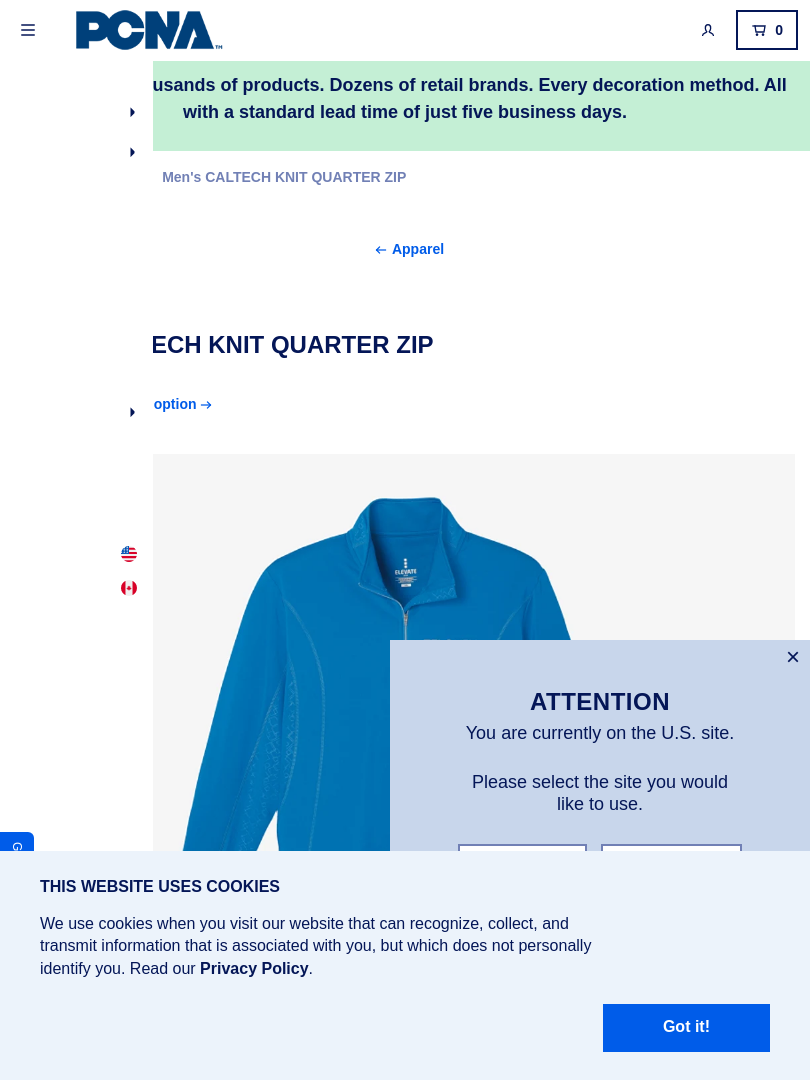 PCNA™
0
usands of products. Dozens of retail brands. Every decoration method. All
with a standard lead time of just five business days.
Men's CALTECH KNIT QUARTER ZIP
← Apparel
ECH KNIT QUARTER ZIP
option →
ELEVATE
ATTENTION
You are currently on the U.S. site.
Please select the site you would
like to use.
G
THIS WEBSITE USES COOKIES
We use cookies when you visit our website that can recognize, collect, and
transmit information that is associated with you, but which does not personally
identify you. Read our Privacy Policy.
Got it!